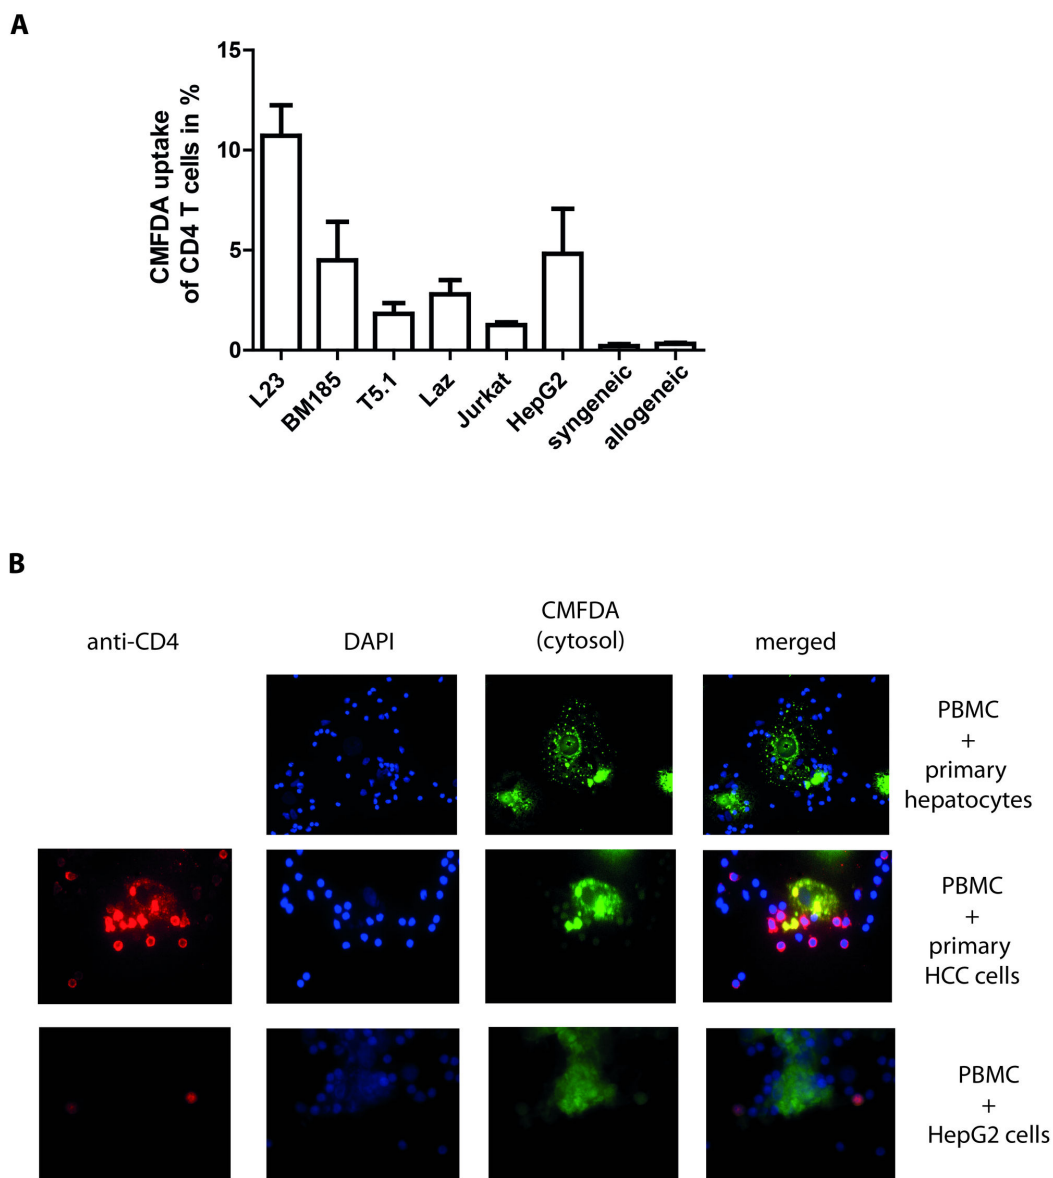 A
CMFDA uptake
of CD4 T cells in %
15
10
5
0
L23
BM185
T5.1
Laz
Jurkat
HepG2
syngeneic
allogeneic
B
anti-CD4
DAPI
CMFDA
(cytosol)
merged
PBMC
+
primary
hepatocytes
PBMC
+
primary
HCC cells
PBMC
+
HepG2 cells